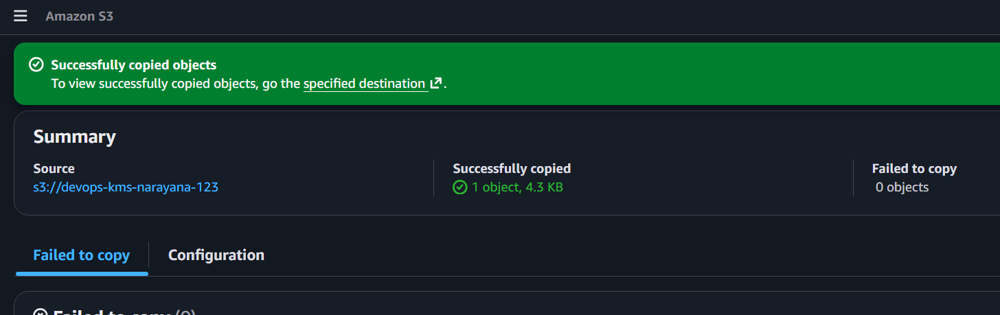 Amazon S3
Successfully copied objects
To view successfully copied objects, go the specified destination.
Summary
Source
s3://devops-kms-narayana-123
Successfully copied
1 object, 4.3 KB
Failed to copy
0 objects
Failed to copy
Configuration
Failed to copy (0)